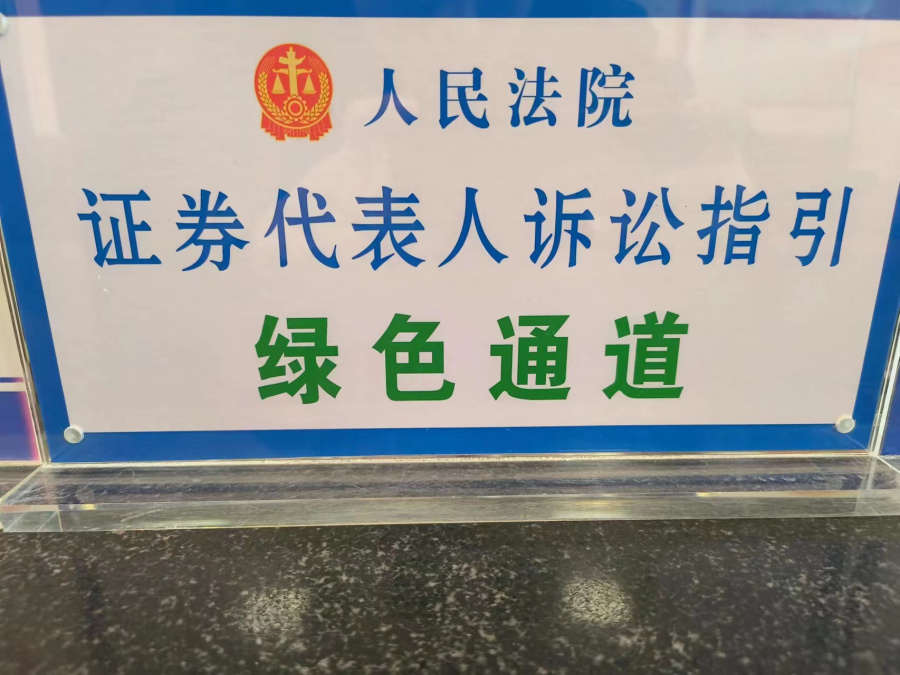 人民法院
证券代表人诉讼指引
绿色通道